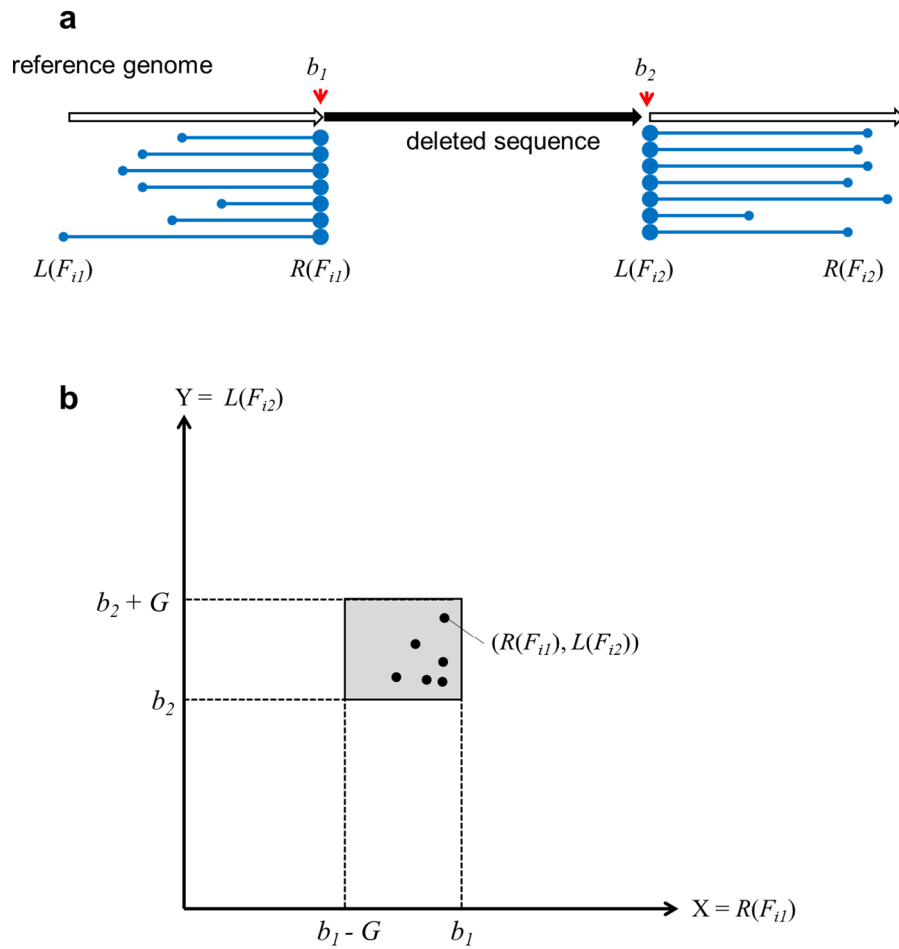 a
reference genome
b1 b2
deleted sequence
L(Fi1) R(Fi1) L(Fi2) R(Fi2)
b
Y = L(Fi2)
b2 + G
(R(Fi1), L(Fi2))
b2
X = R(Fi1)
b1 - G b1